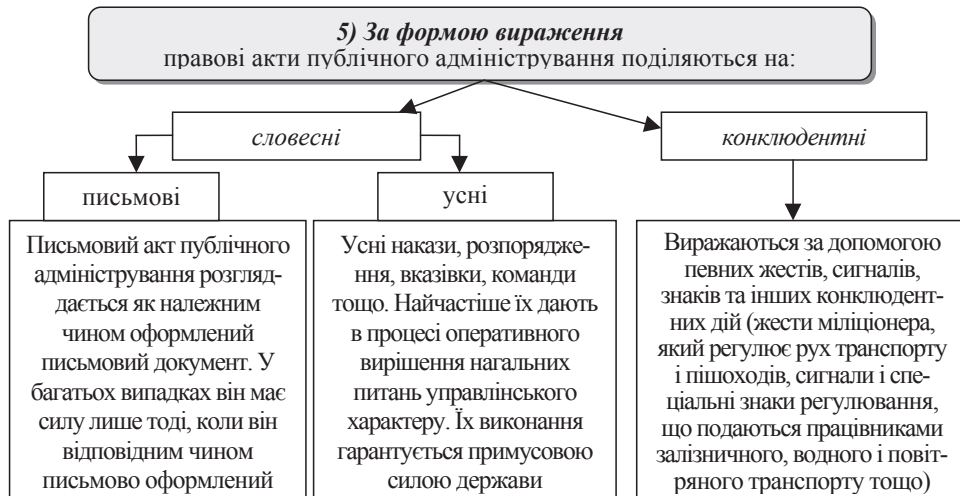 5) За формою вираження
правові акти публічного адміністрування поділяються на:
словесні
конклюдентні
письмові
усні
Письмовий акт публічного
адміністрування розгляд-
дається як належним
чином оформлений
письмовий документ. У
багатьох випадках він має
силу лише тоді, коли він
відповідним чином
письмово оформлений
Усні накази, розпорядже-
ння, вказівки, команди
тощо. Найчастіше їх дають
в процесі оперативного
вирішення нагальних
питань управлінського
характеру. Їх виконання
гарантується примусовою
силою держави
Виражаються за допомогою
певних жестів, сигналів,
знаків та інших конклюдент-
них дій (жести міліціонера,
який регулює рух транспорту
і пішоходів, сигнали і спе-
ціальні знаки регулювання,
що подаються працівниками
залізничного, водного і повіт-
ряного транспорту тощо)